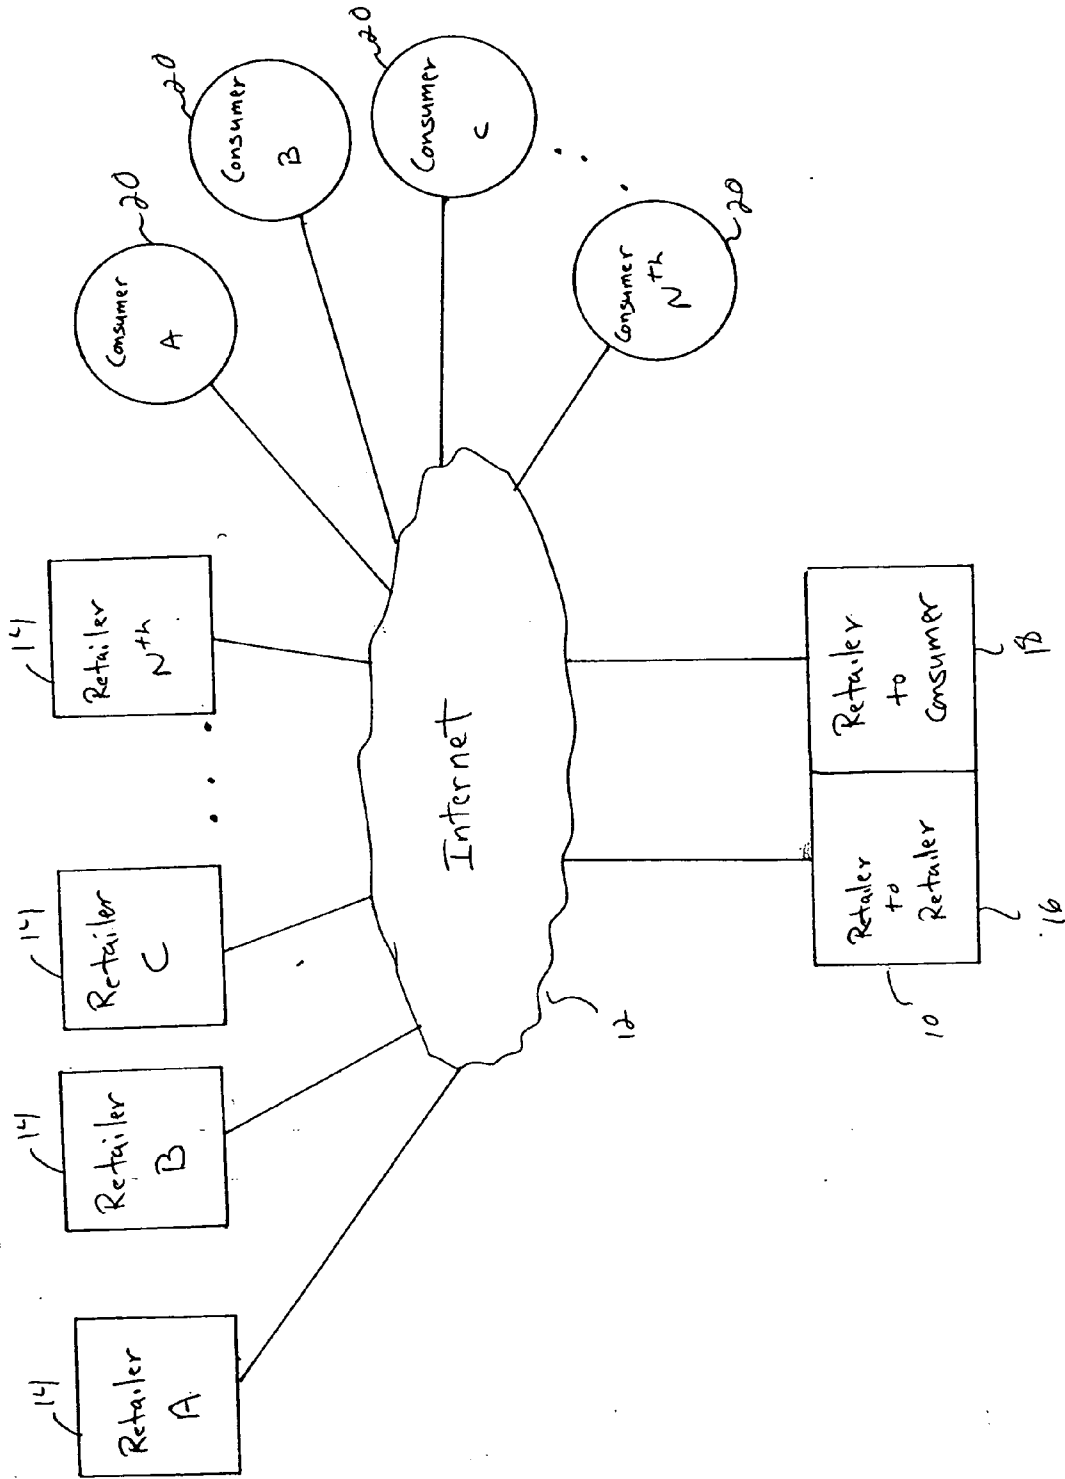 14
Retailer
A
14
Retailer
B
14
Retailer
C
14
Retailer
Nth
20
Consumer
A
20
Consumer
B
20
Consumer
C
20
Consumer
Nth
Internet
12
Retailer
to
Retailer
Retailer
to
Consumer
10
16
18